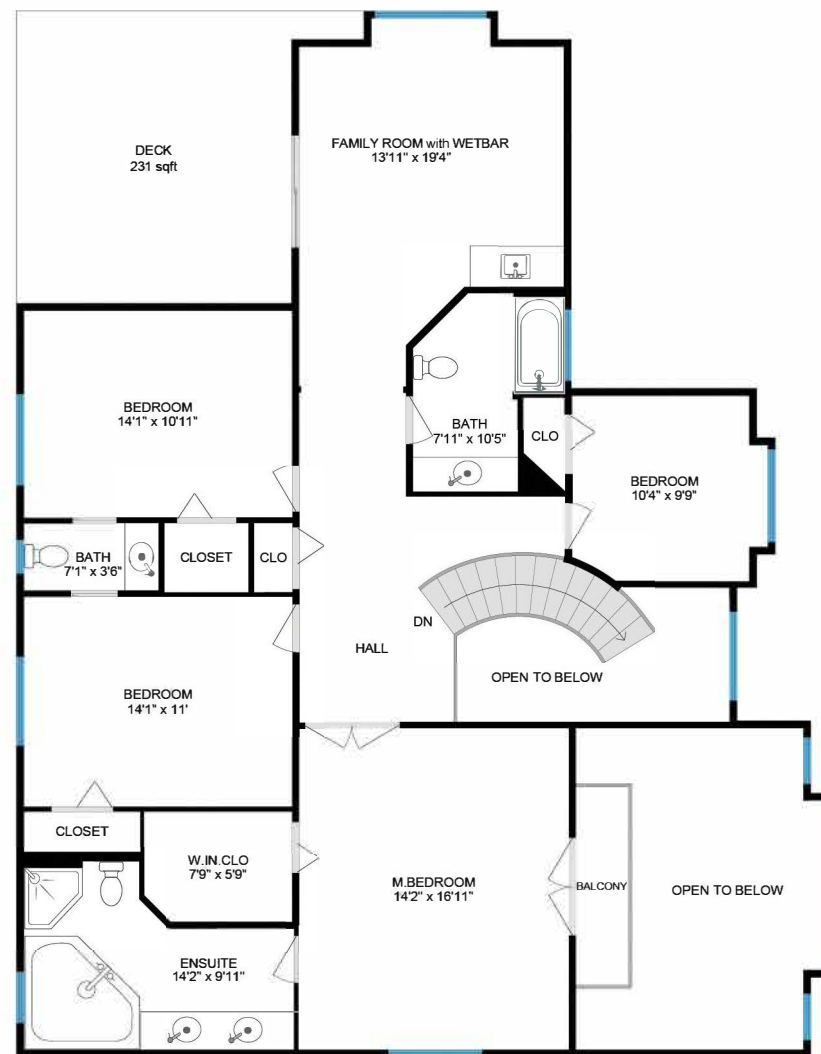 FAMILY ROOM with WETBAR
13'11" x 19'4"
DECK
231 sqft
BEDROOM
14'1" x 10'11"
BATH
7'11" x 10'5"
CLO
BEDROOM
10'4" x 9'9"
BATH
7'1" x 3'6"
CLOSET
CLO
DN
HALL
OPEN TO BELOW
BEDROOM
14'1" x 11'
CLOSET
W.IN.CLO
7'9" x 5'9"
M.BEDROOM
14'2" x 16'11"
BALCONY
OPEN TO BELOW
ENSUITE
14'2" x 9'11"